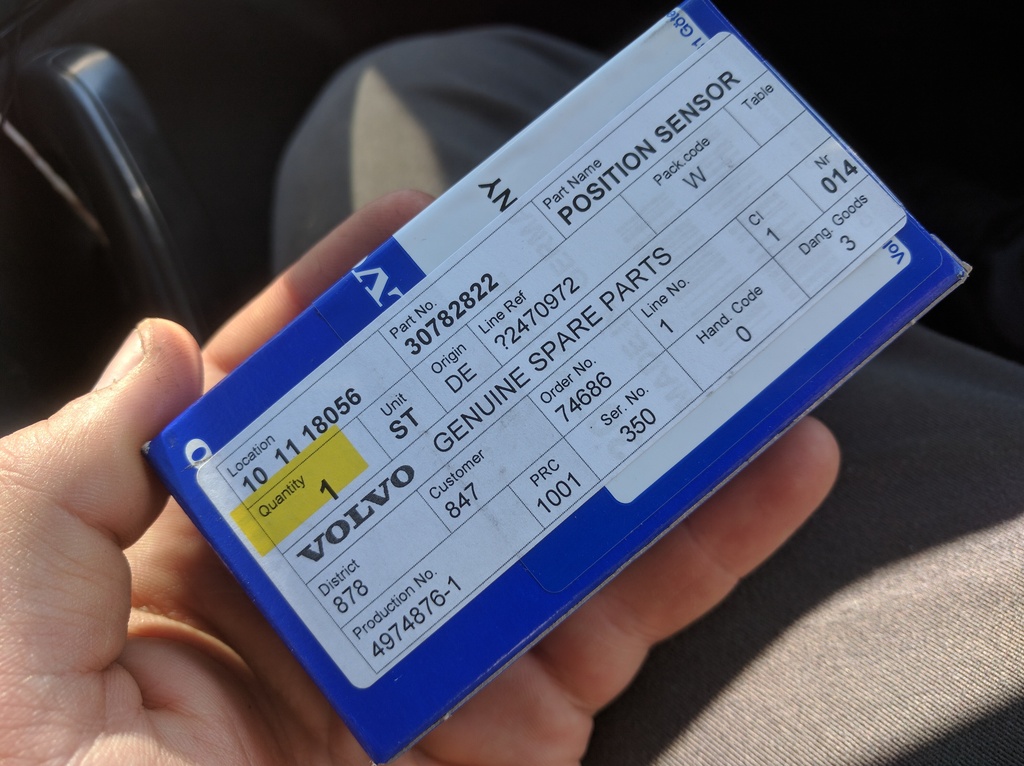 Location
10 11 18056
Part No.
30782822
Part Name
POSITION SENSOR
Quantity
1
Unit
ST
Origin
DE
Line Ref
?2470972
Pack.code
W
Table
VOLVO GENUINE SPARE PARTS
CI
1
Nr
014
District
878
Customer
847
Order No.
74686
Line No.
1
Dang. Goods
3
Production No.
4974876-1
PRC
1001
Ser. No.
350
Hand. Code
0